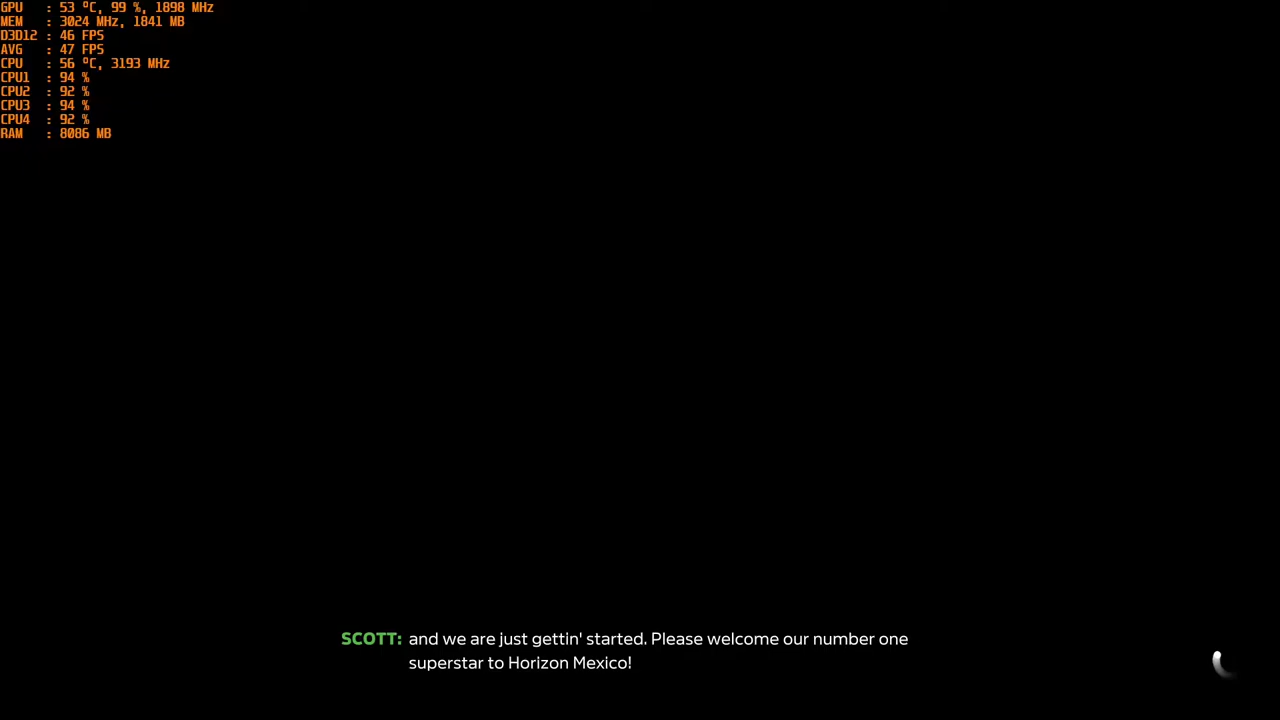 GPU : 53 ºC, 99 %, 1898 MHz
MEM : 3024 MHz, 1841 MB
D3D12 : 46 FPS
AVG : 47 FPS
CPU : 56 ºC, 3193 MHz
CPU1 : 94 %
CPU2 : 92 %
CPU3 : 94 %
CPU4 : 92 %
RAM : 8086 MB
SCOTT: and we are just gettin' started. Please welcome our number one
superstar to Horizon Mexico!